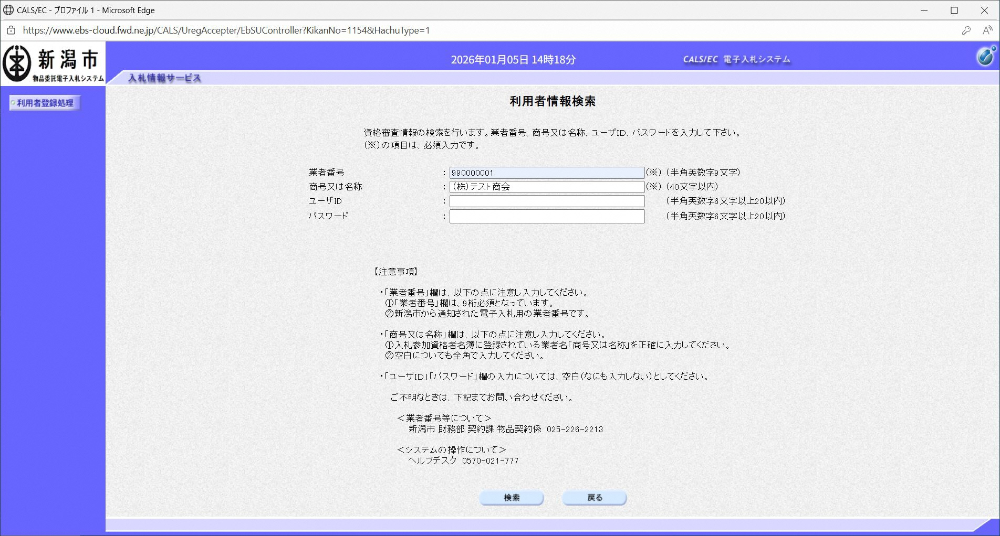 CALS/EC - プロファイル 1 - Microsoft Edge
https://www.ebs-cloud.fwd.ne.jp/CALS/UregAccepter/EbSUController?KikanNo=1154&HachuType=1
新潟市
物品委託電子入札システム
2026年01月05日 14時18分
CALS/EC 電子入札システム
入札情報サービス
利用者登録処理
利用者情報検索
資格審査情報の検索を行います。業者番号、商号又は名称、ユーザID、パスワードを入力して下さい。
(※)の項目は、必須入力です。
業者番号 : 990000001 (※) (半角英数字9文字)
商号又は名称 : (株)テスト商会 (※) (40文字以内)
ユーザID : (半角英数字6文字以上20以内)
パスワード : (半角英数字6文字以上20以内)
【注意事項】
・「業者番号」欄は、以下の点に注意し入力してください。
①「業者番号」欄は、9桁必須となっています。
②新潟市から通知された電子入札用の業者番号です。
・「商号又は名称」欄は、以下の点に注意し入力してください。
①入札参加資格者名簿に登録されている業者名「商号又は名称」を正確に入力してください。
②空白についても全角で入力してください。
・「ユーザID」「パスワード」欄の入力については、空白(なにも入力しない)としてください。
ご不明なときは、下記までお問い合わせください。
＜業者番号等について＞
新潟市 財務部 契約課 物品契約係 025-226-2213
＜システムの操作について＞
ヘルプデスク 0570-021-777
検索 戻る